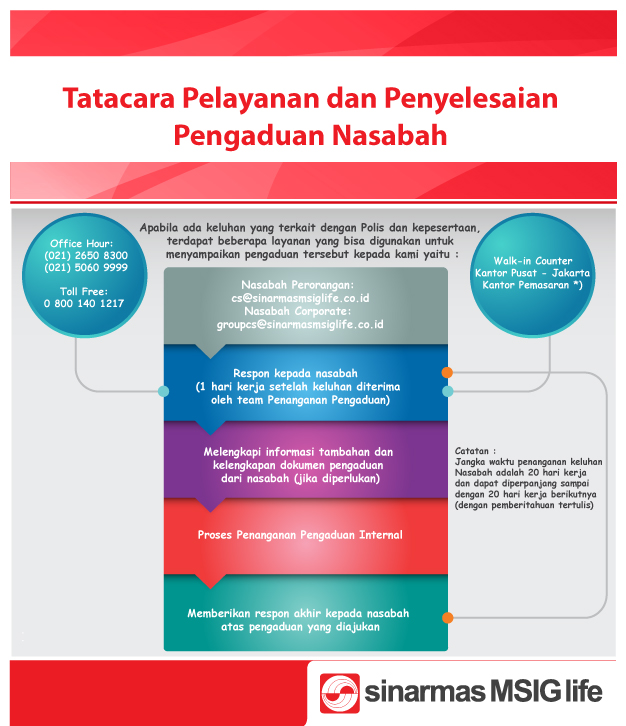 Tatacara Pelayanan dan Penyelesaian
Pengaduan Nasabah
Apabila ada keluhan yang terkait dengan Polis dan kepesertaan,
terdapat beberapa layanan yang bisa digunakan untuk
menyampaikan pengaduan tersebut kepada kami yaitu :
Office Hour:
(021) 2650 8300
(021) 5060 9999
Toll Free:
0 800 140 1217
Walk-in Counter
Kantor Pusat - Jakarta
Kantor Pemasaran *)
Nasabah Perorangan:
cs@sinarmasmsiglife.co.id
Nasabah Corporate:
groupcs@sinarmasmsiglife.co.id
Respon kepada nasabah
(1 hari kerja setelah keluhan diterima
oleh team Penanganan Pengaduan)
Melengkapi informasi tambahan dan
kelengkapan dokumen pengaduan
dari nasabah (jika diperlukan)
Proses Penanganan Pengaduan Internal
Memberikan respon akhir kepada nasabah
atas pengaduan yang diajukan
Catatan :
Jangka waktu penanganan keluhan
Nasabah adalah 20 hari kerja
dan dapat diperpanjang sampai
dengan 20 hari kerja berikutnya
(dengan pemberitahuan tertulis)
sinarmas MSIG life